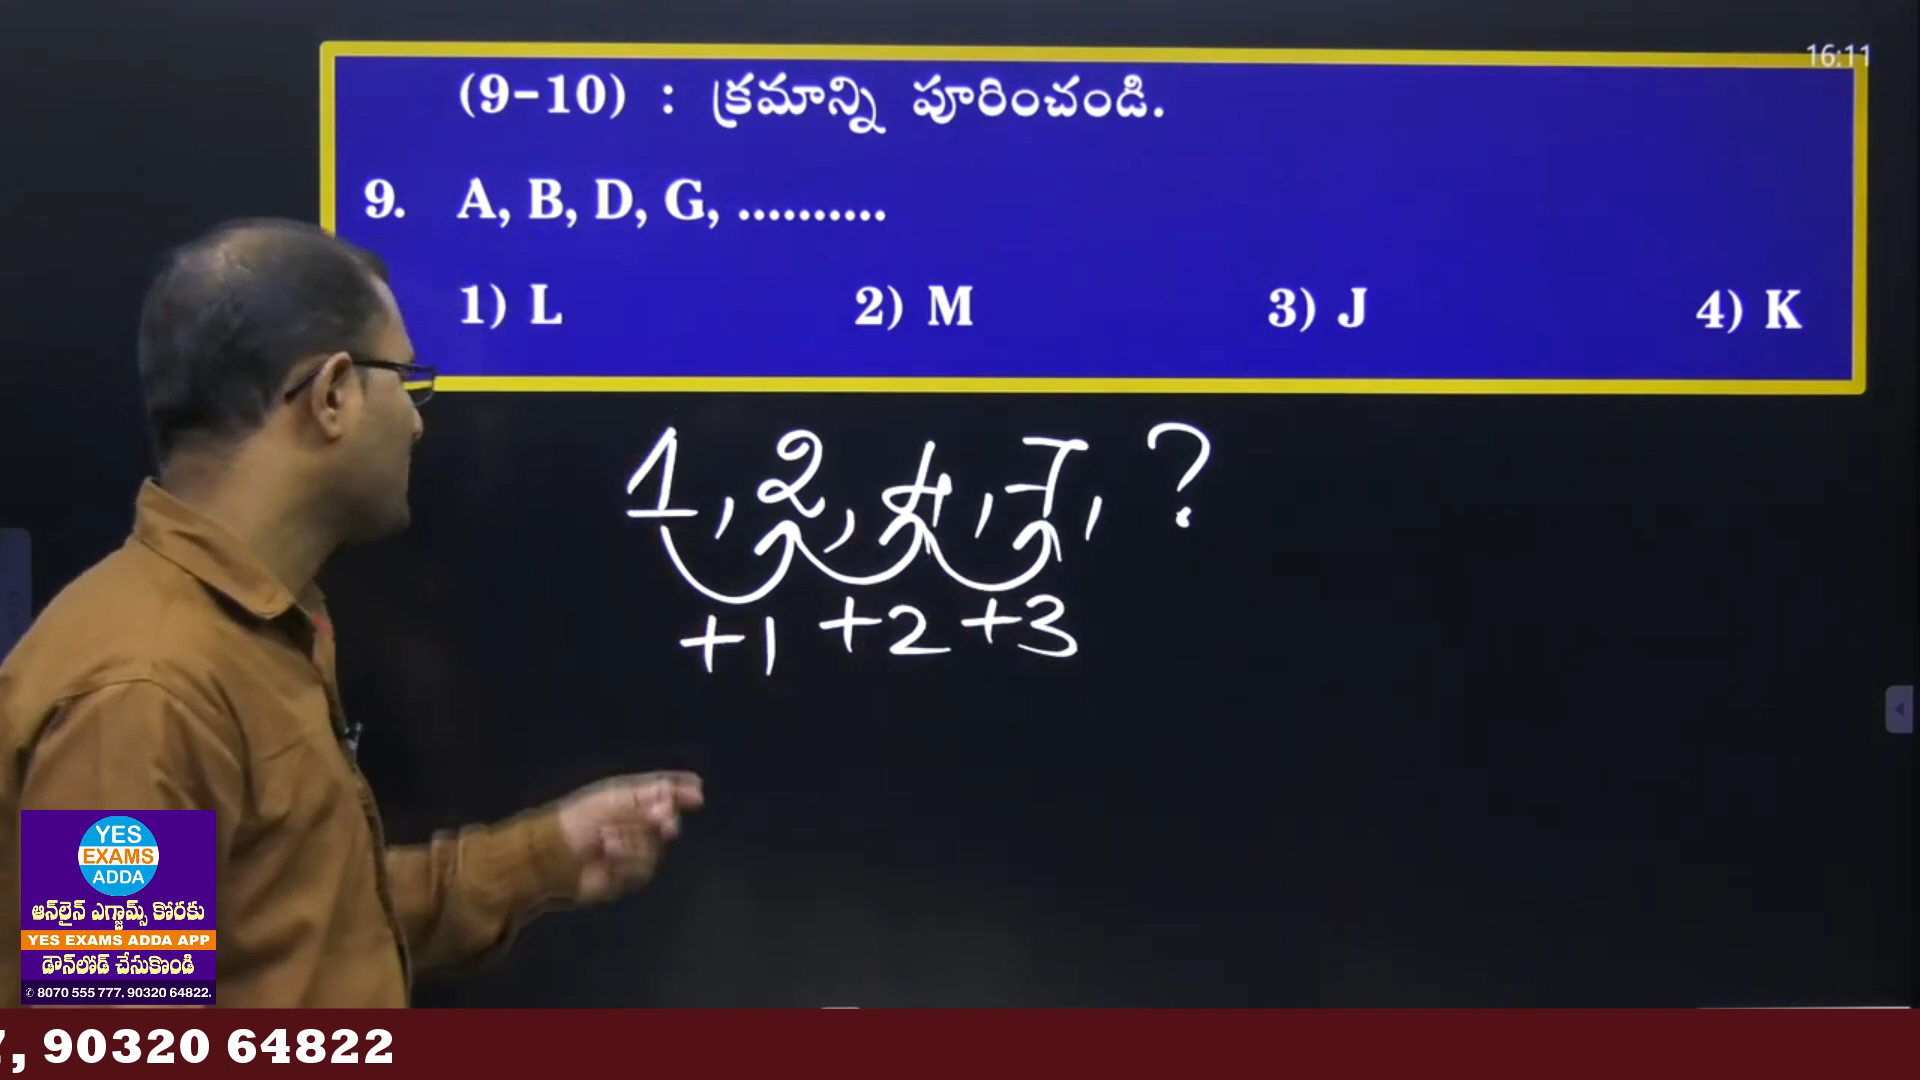 16:11
(9-10) : క్రమాన్ని పూరించండి.
9. A, B, D, G, ..........
1) L 2) M 3) J 4) K
1, 2, 4, 7, ?
+1 +2 +3
YES
EXAMS
ADDA
ఆన్‌లైన్ ఎగ్జామ్స్ కోరకు
YES EXAMS ADDA APP
డౌన్‌లోడ్ చేసుకొండి
✆ 8070 555 777, 90320 64822.
7, 90320 64822